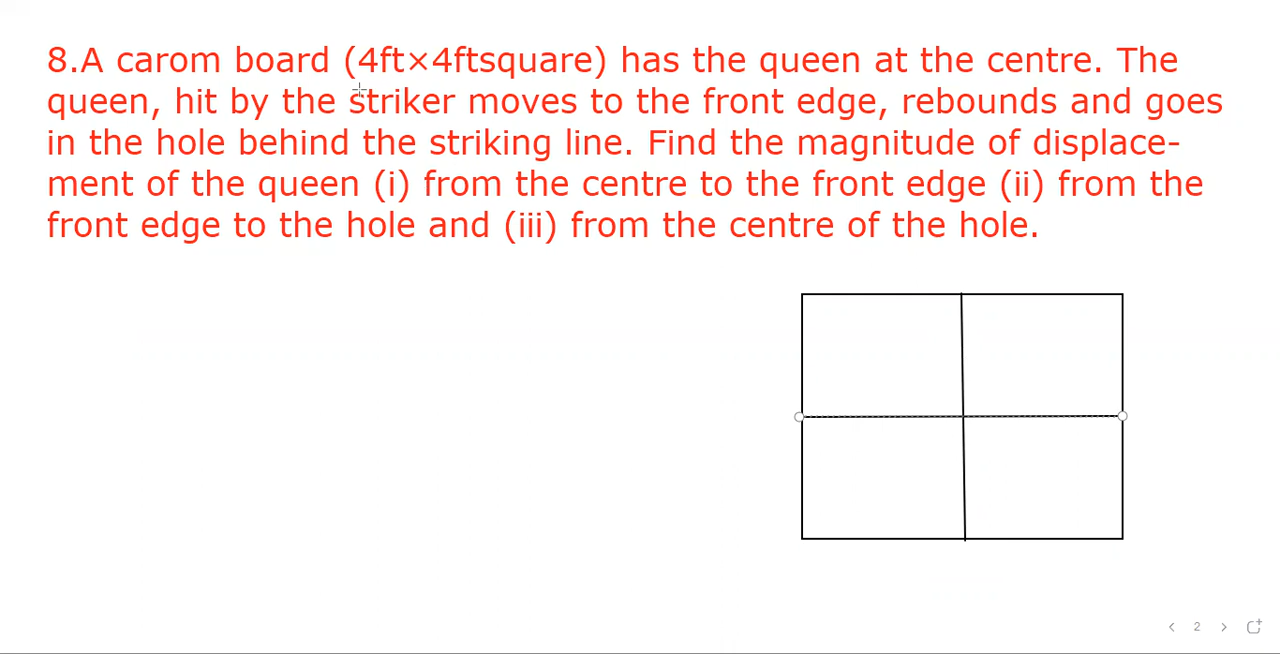 8.A carom board (4ft×4ftsquare) has the queen at the centre. The
queen, hit by the striker moves to the front edge, rebounds and goes
in the hole behind the striking line. Find the magnitude of displace-
ment of the queen (i) from the centre to the front edge (ii) from the
front edge to the hole and (iii) from the centre of the hole.
< 2 >